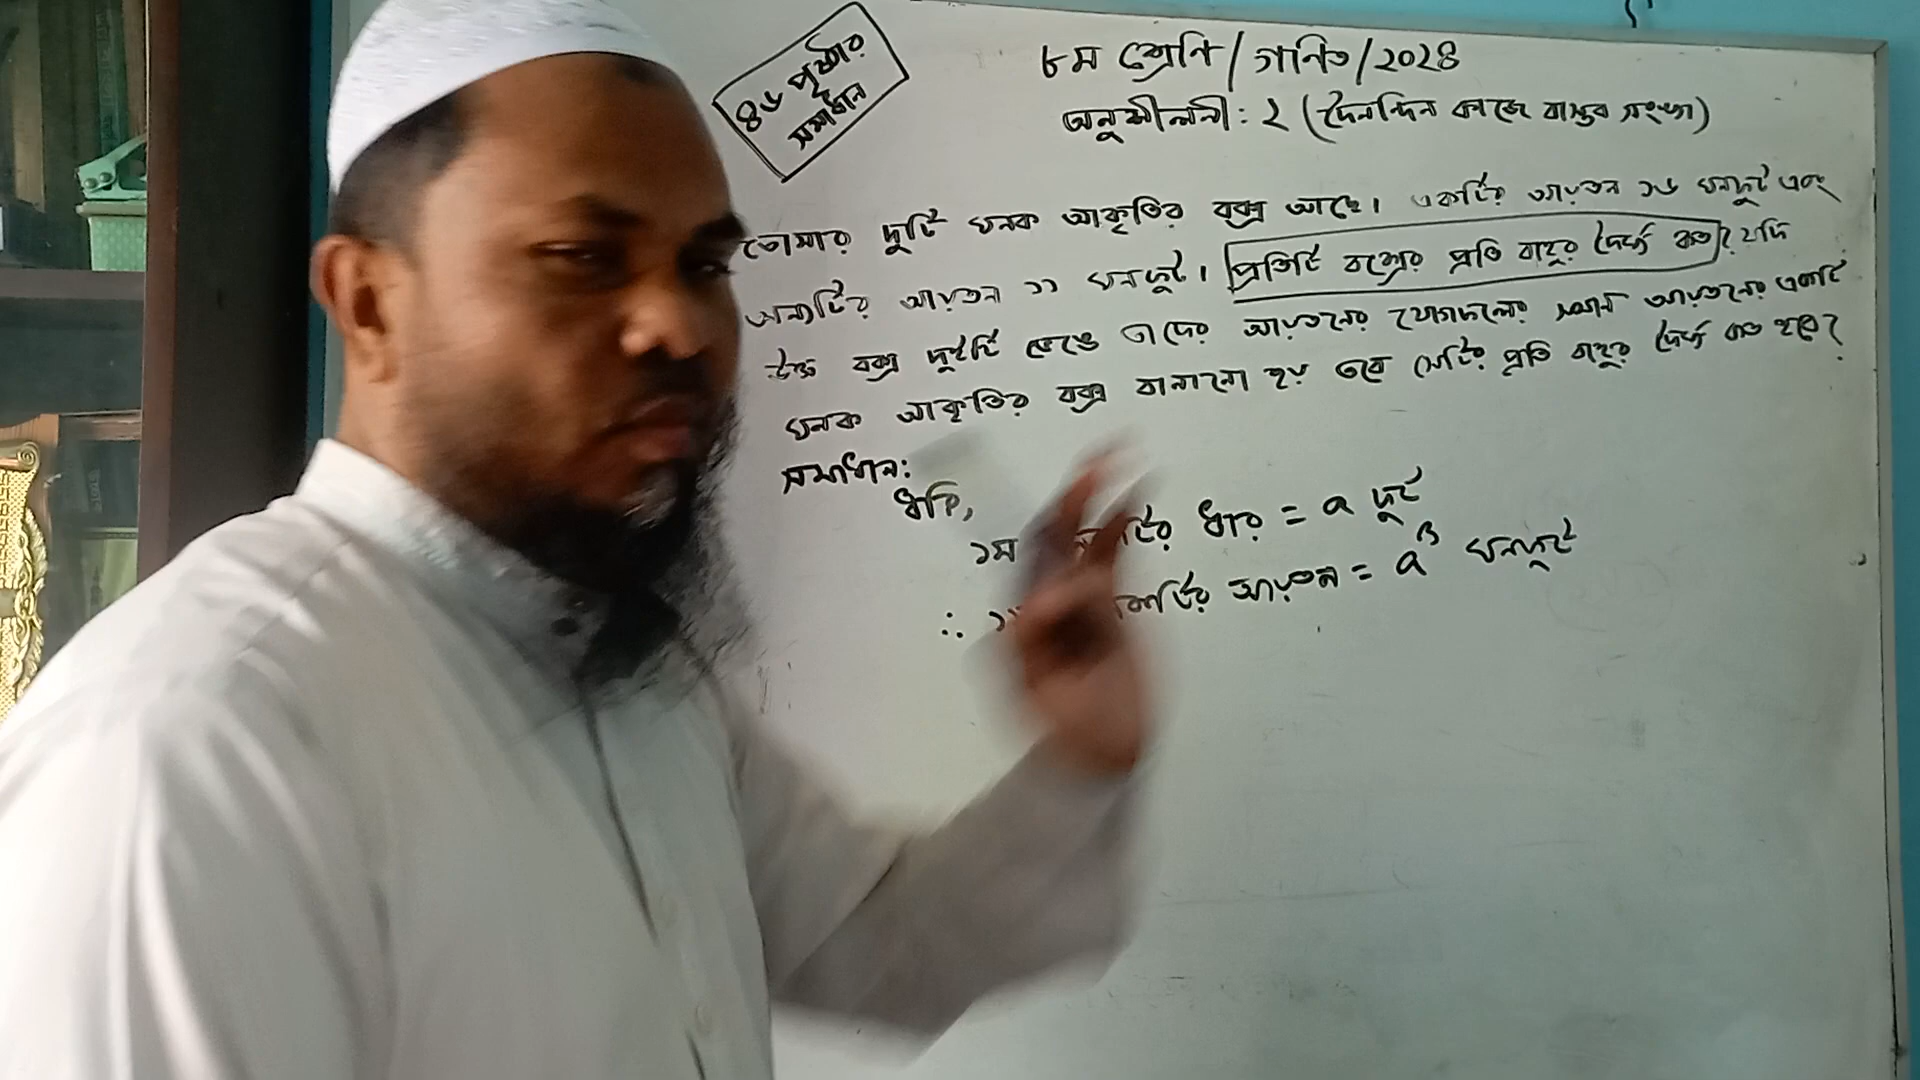 ৪৬ পৃষ্ঠার
সমাধান
৮ম শ্রেণি/গণিত/২০২৪
অনুশীলনী: ২ (দৈনন্দিন কাজে বাস্তব সংখ্যা)
তোমার দুটি ঘনক আকৃতির বক্স আছে। একটির আয়তন ১৬ ঘনফুট এবং
অন্যটির আয়তন ১১ ঘনফুট। প্রতিটি বক্সের প্রতি বাহুর দৈর্ঘ্য কত? যদি
উক্ত বক্স দুইটি ভেঙে তাদের আয়তনের যোগফলের সমান আয়তনের একটি
ঘনক আকৃতির বক্স বানানো হয় তবে সেটির প্রতি বাহুর দৈর্ঘ্য কত হবে?
সমাধান:
ধরি,
১ম ধার = a ফুট
∴ আয়তন = a³ ঘনফুট